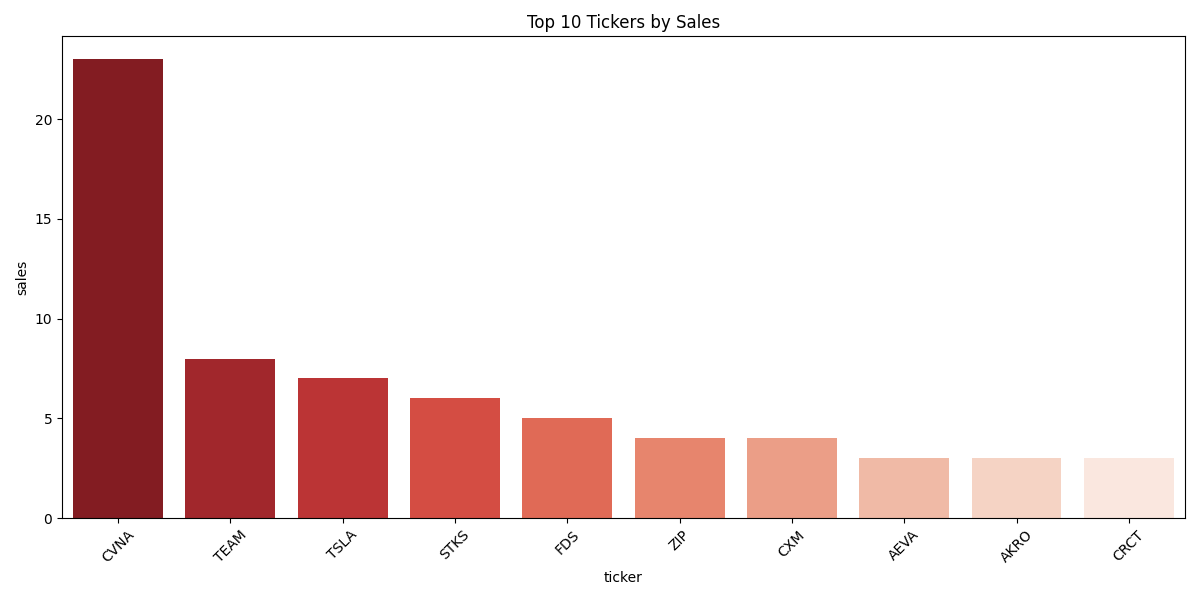 Top 10 Tickers by Sales
sales
20
15
10
5
0
CVNA
TEAM
TSLA
STKS
FDS
ZIP
CXM
AEVA
AKRO
CRCT
ticker